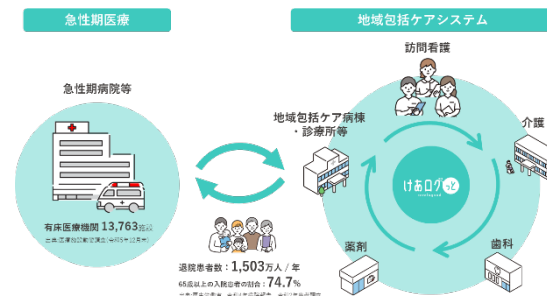 急性期医療
地域包括ケアシステム
訪問看護
急性期病院等
地域包括ケア病棟
・診療所等
介護
けあログっと
有床医療機関 13,763施設
薬剤
歯科
退院患者数：1,503万人 / 年
65歳以上の入院患者の割合：74.7%